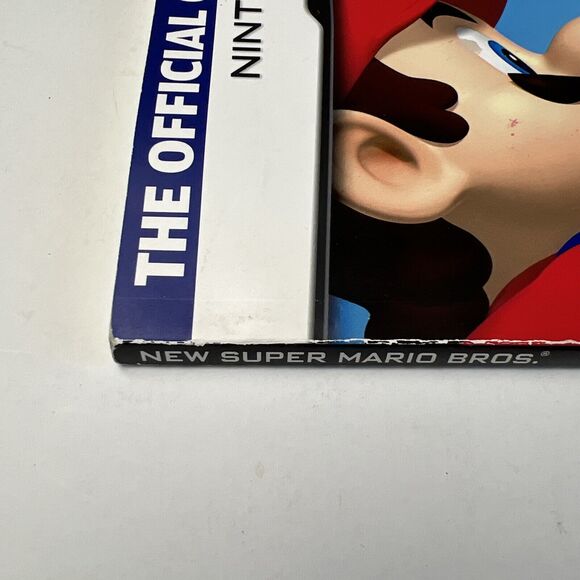 THE OFFICIAL
NINT
NEW SUPER MARIO BROS.®